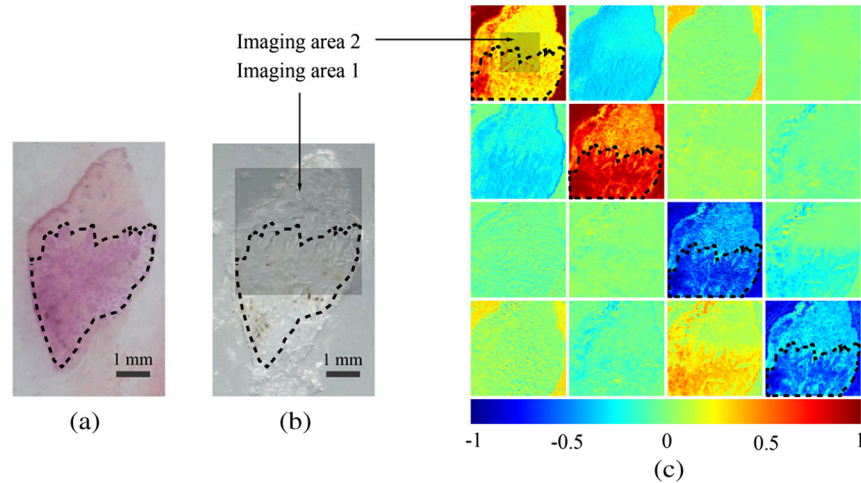 Imaging area 2
Imaging area 1
1 mm
1 mm
-1 -0.5 0 0.5 1
(a) (b) (c)